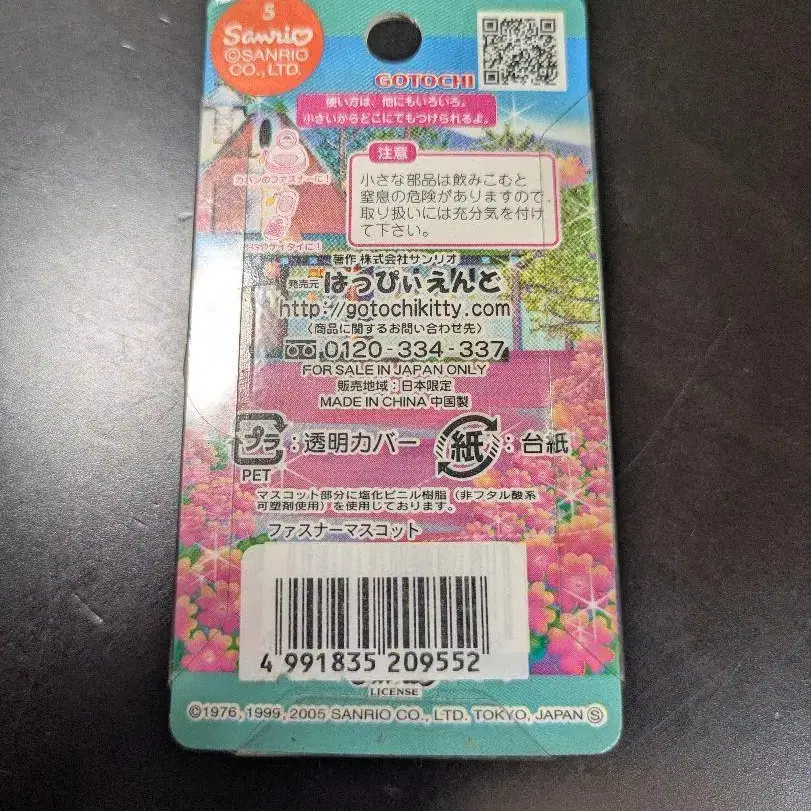 5
Sanrio
©SANRIO
CO.,LTD.
GOTOCHI
使い方は、他にもいろいろ。
小さいからどこにでもつけられるよ。
カバンのファスナーに!
ケイタイに!
注意
小さな部品は飲みこむと
窒息の危険がありますので、
取り扱いには充分気を付け
て下さい。
著作 株式会社サンリオ
発売元 はっぴぃえんど
http://gotochikitty.com
〈商品に関するお問い合わせ先〉
0120-334-337
FOR SALE IN JAPAN ONLY
販売地域:日本限定
MADE IN CHINA 中国製
プラ:透明カバー
紙:台紙
PET
マスコット部分に塩化ビニル樹脂(非フタル酸系
可塑剤使用)を使用しております。
ファスナーマスコット
4 991835 209552
LICENSE
©1976, 1999, 2005 SANRIO CO., LTD. TOKYO, JAPAN Ⓢ